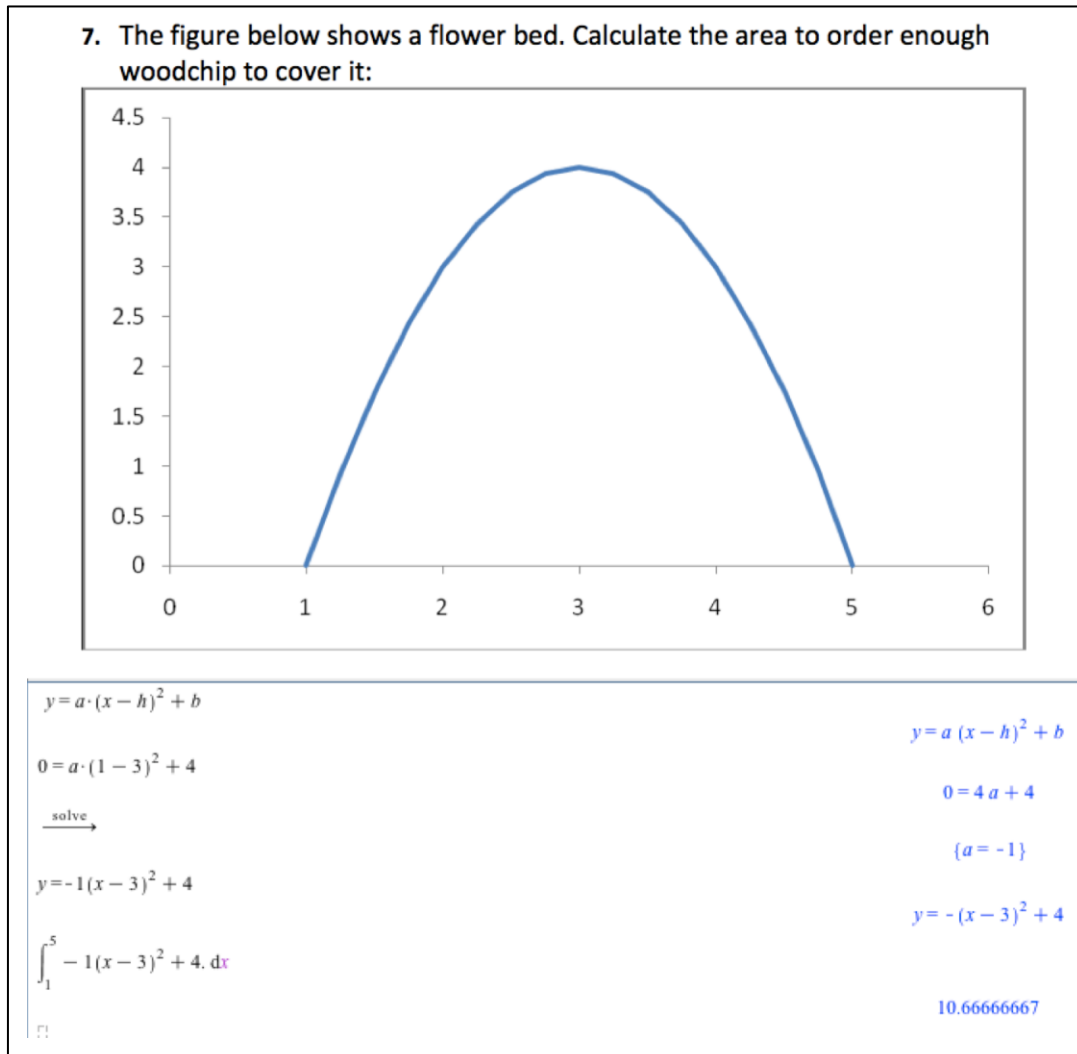 7. The figure below shows a flower bed. Calculate the area to order enough
woodchip to cover it:
4.5
4
3.5
3
2.5
2
1.5
1
0.5
0
0 1 2 3 4 5 6
y = a·(x – h)² + b
y = a (x – h)² + b
0 = a·(1 – 3)² + 4
0 = 4 a + 4
solve
{a = -1}
y = -1(x – 3)² + 4
y = - (x – 3)² + 4
∫₁⁵ – 1(x – 3)² + 4. dx
10.66666667